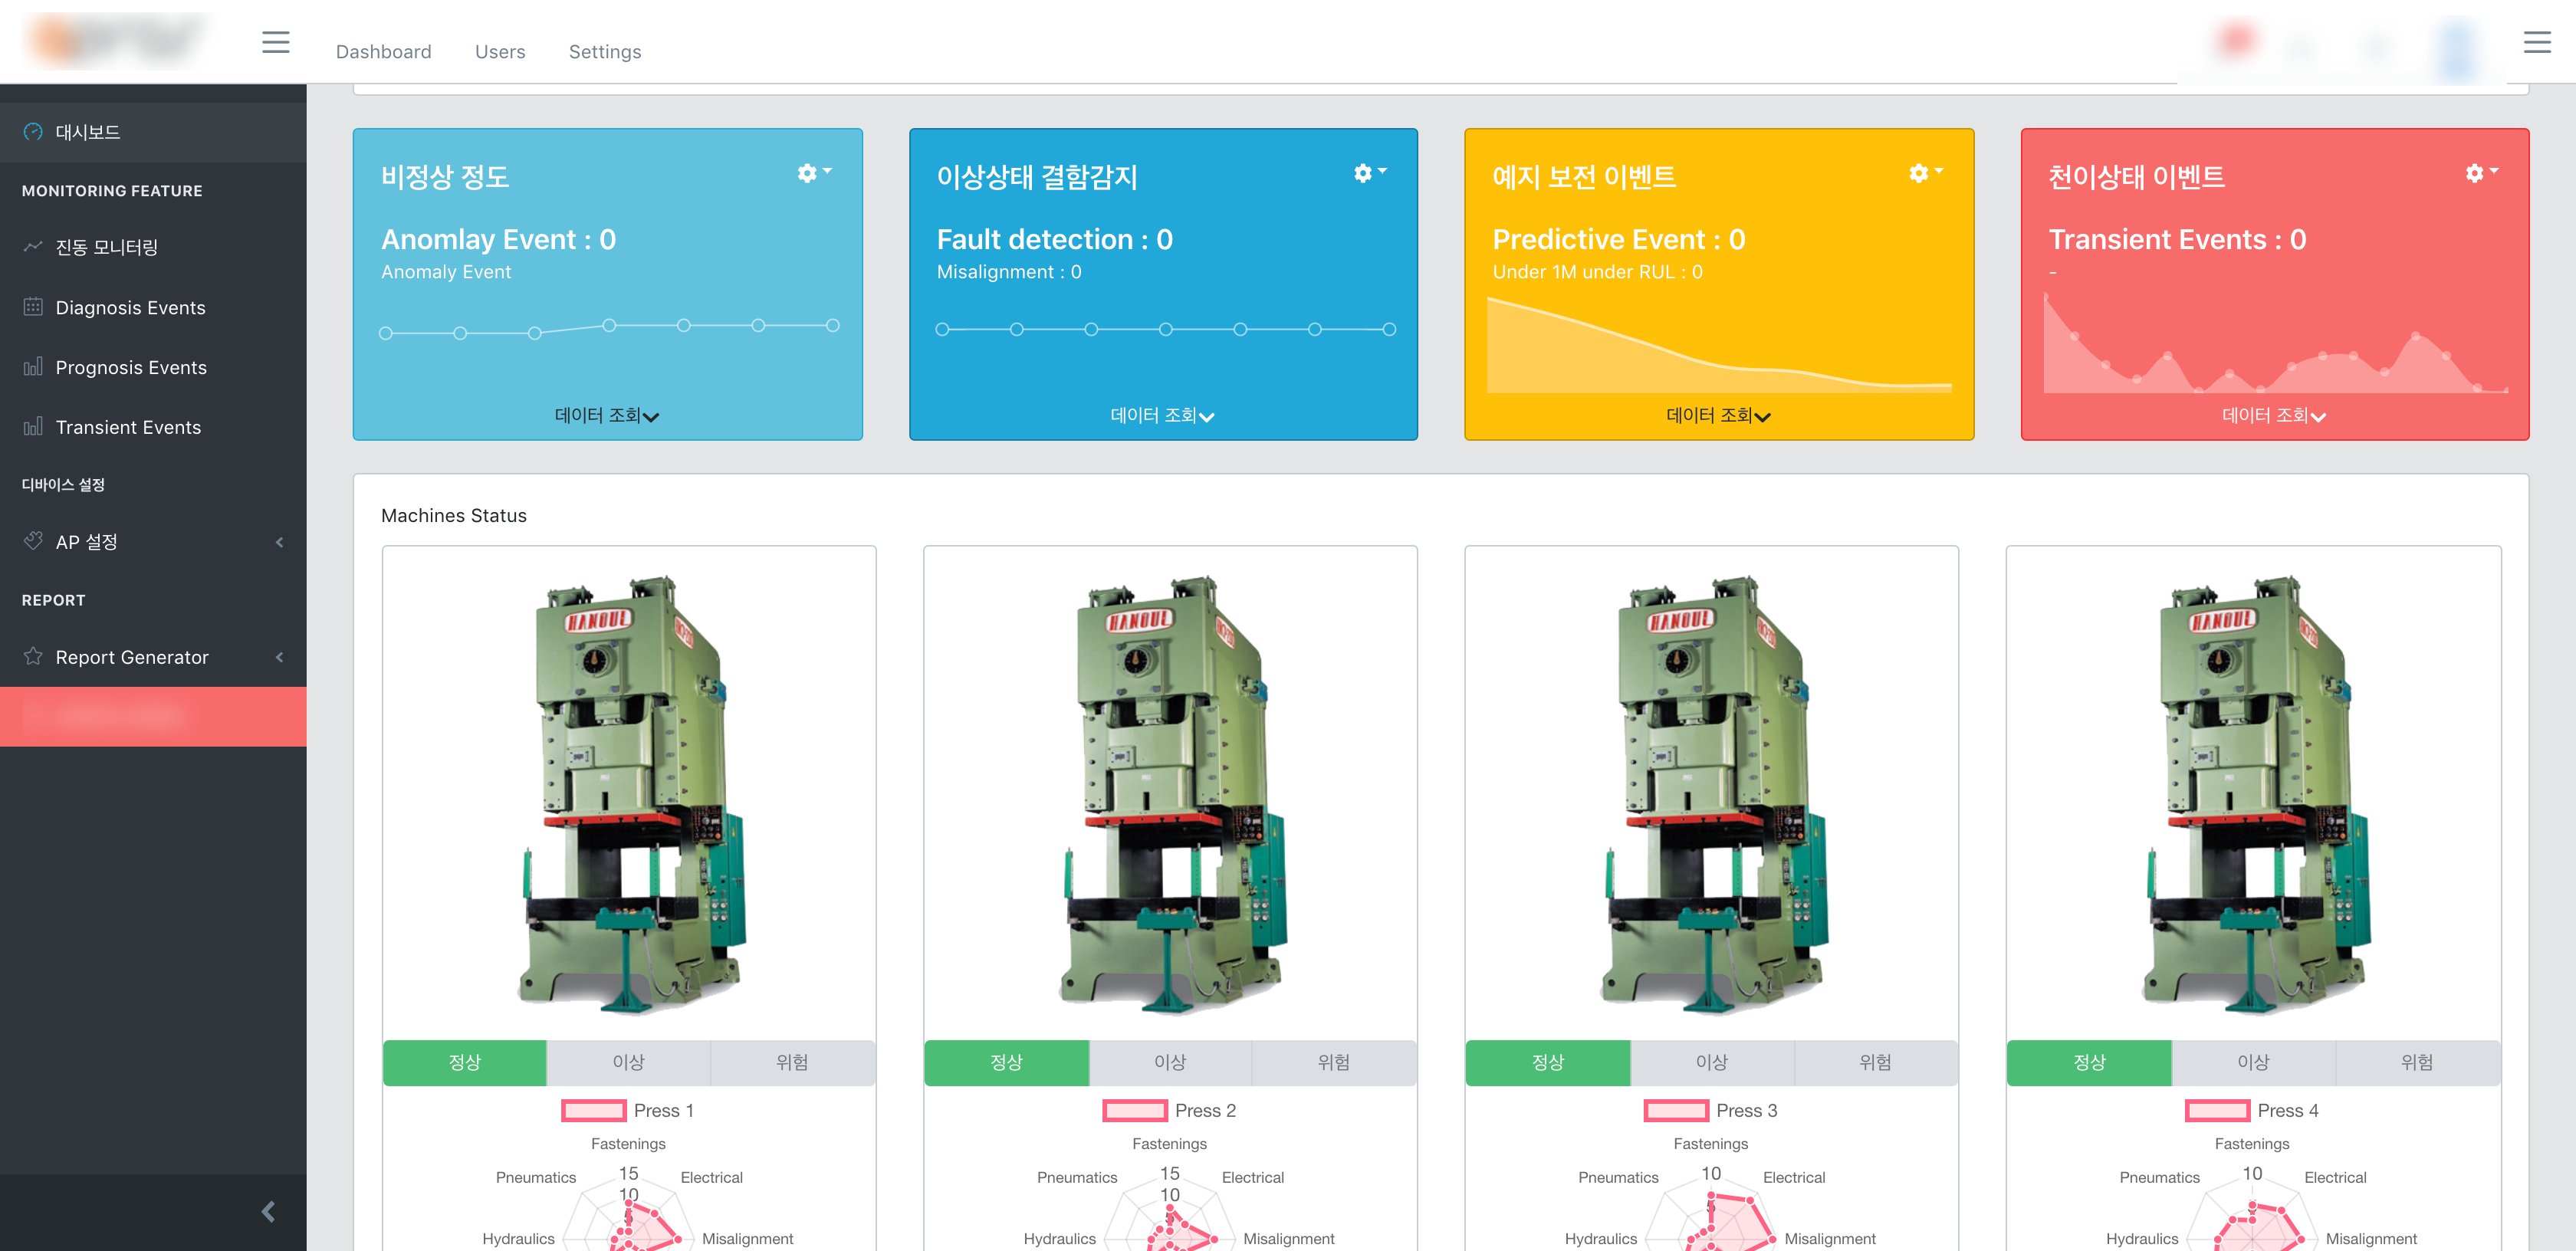 Dashboard Users Settings
대시보드
MONITORING FEATURE
진동 모니터링
Diagnosis Events
Prognosis Events
Transient Events
디바이스 설정
AP 설정
REPORT
Report Generator
비정상 정도
Anomlay Event : 0
Anomaly Event
데이터 조회
이상상태 결함감지
Fault detection : 0
Misalignment : 0
데이터 조회
예지 보전 이벤트
Predictive Event : 0
Under 1M under RUL : 0
데이터 조회
천이상태 이벤트
Transient Events : 0
-
데이터 조회
Machines Status
HANOUL
정상 이상 위험
Press 1
Fastenings
Pneumatics 15 Electrical
10
5
Hydraulics Misalignment
HANOUL
정상 이상 위험
Press 2
Fastenings
Pneumatics 15 Electrical
10
5
Hydraulics Misalignment
HANOUL
정상 이상 위험
Press 3
Fastenings
Pneumatics 10 Electrical
5
Hydraulics Misalignment
HANOUL
정상 이상 위험
Press 4
Fastenings
Pneumatics 10 Electrical
5
Hydraulics Misalignment